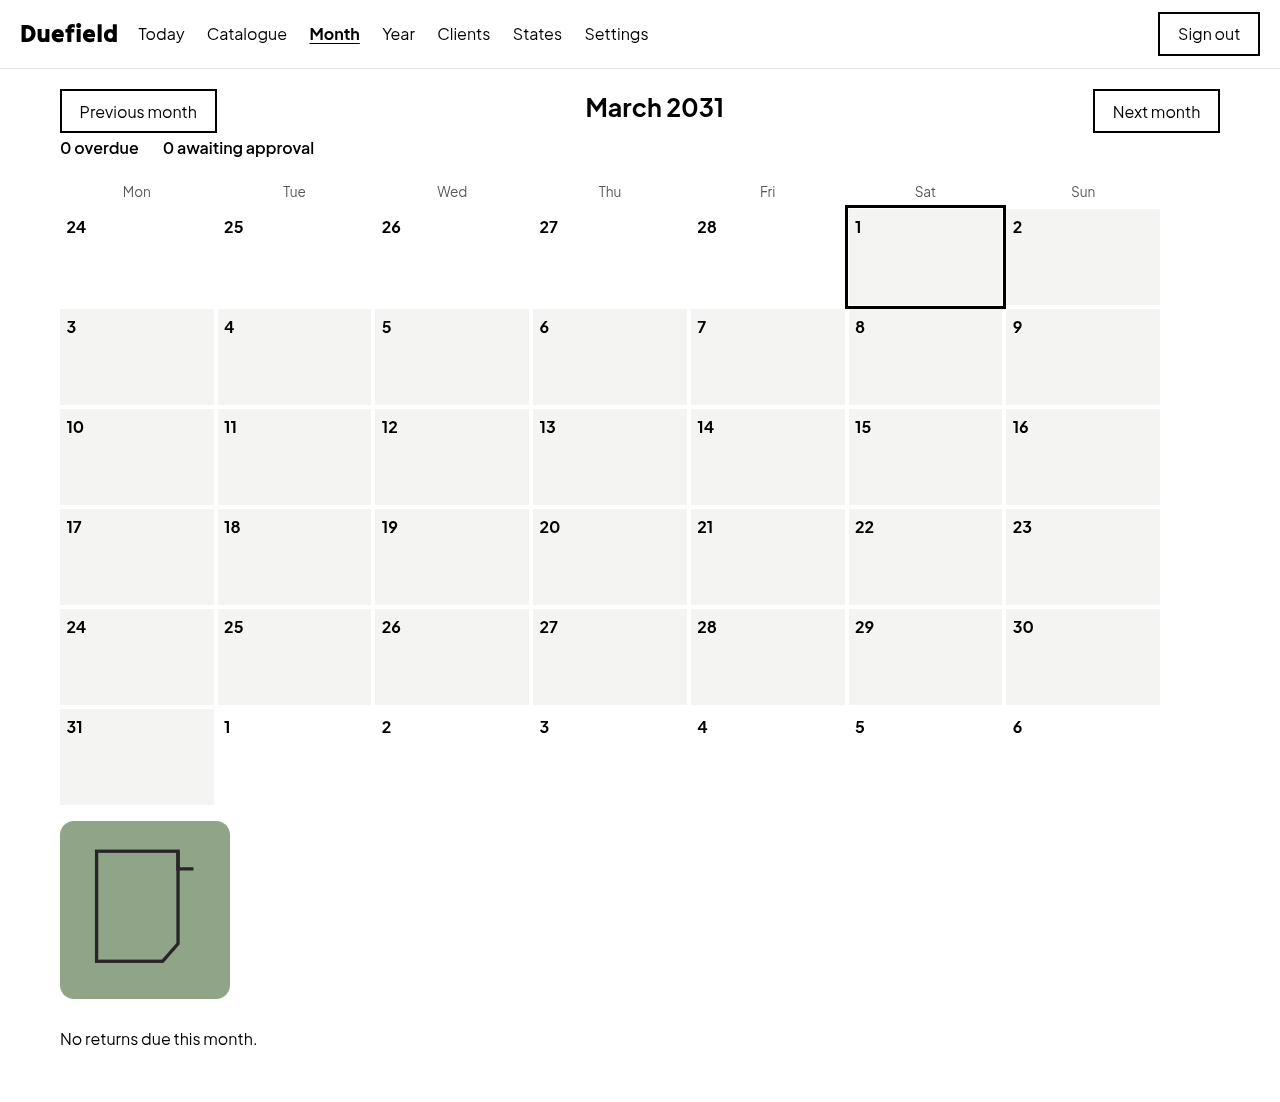 Duefield Today Catalogue Month Year Clients States Settings Sign out
Previous month March 2031 Next month
0 overdue 0 awaiting approval
Mon Tue Wed Thu Fri Sat Sun
24 25 26 27 28 1 2
3 4 5 6 7 8 9
10 11 12 13 14 15 16
17 18 19 20 21 22 23
24 25 26 27 28 29 30
31 1 2 3 4 5 6
No returns due this month.